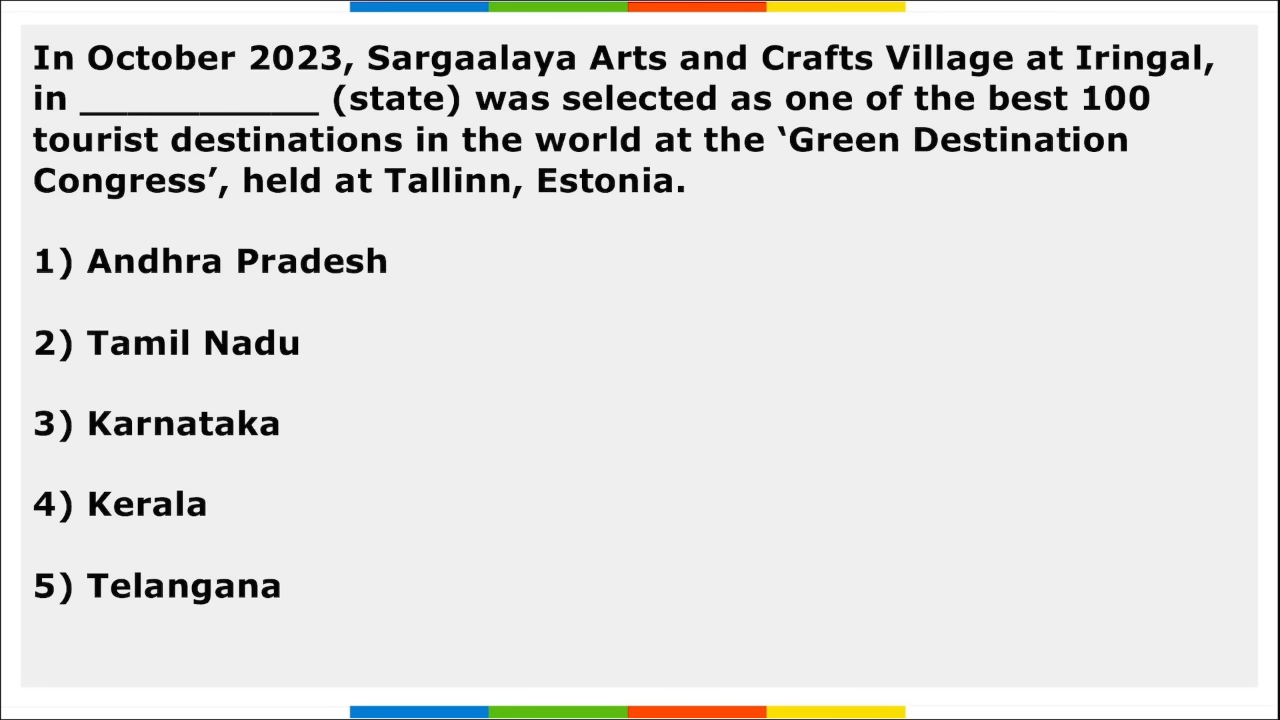 In October 2023, Sargaalaya Arts and Crafts Village at Iringal,
in ____________ (state) was selected as one of the best 100
tourist destinations in the world at the ‘Green Destination
Congress’, held at Tallinn, Estonia.
1) Andhra Pradesh
2) Tamil Nadu
3) Karnataka
4) Kerala
5) Telangana